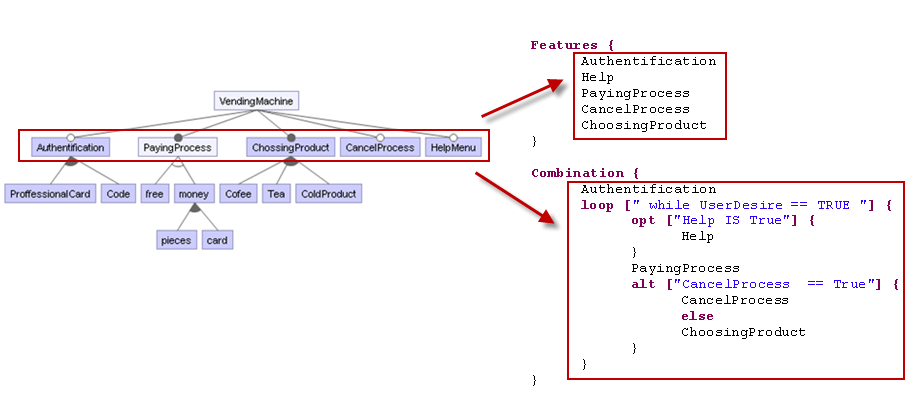 VendingMachine
Authentification PayingProcess ChossingProduct CancelProcess HelpMenu
ProffessionalCard Code free money Cofee Tea ColdProduct
pieces card
Features {
Authentification
Help
PayingProcess
CancelProcess
ChoosingProduct
}
Combination {
Authentification
loop [" while UserDesire == TRUE "] {
opt ["Help IS True"] {
Help
}
PayingProcess
alt ["CancelProcess == True"] {
CancelProcess
else
ChoosingProduct
}
}
}